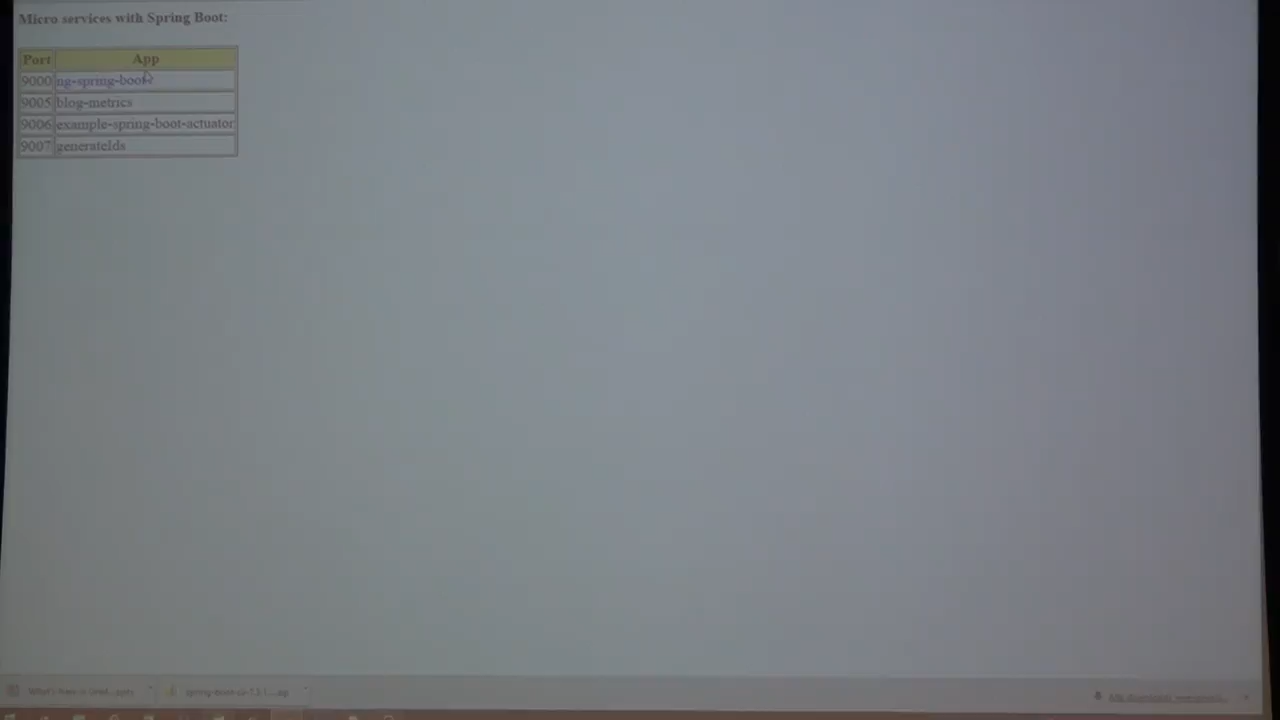 Micro services with Spring Boot:
Port App
9000 ng-spring-boot
9005 blog-metrics
9006 example-spring-boot-actuator
9007 generateIds